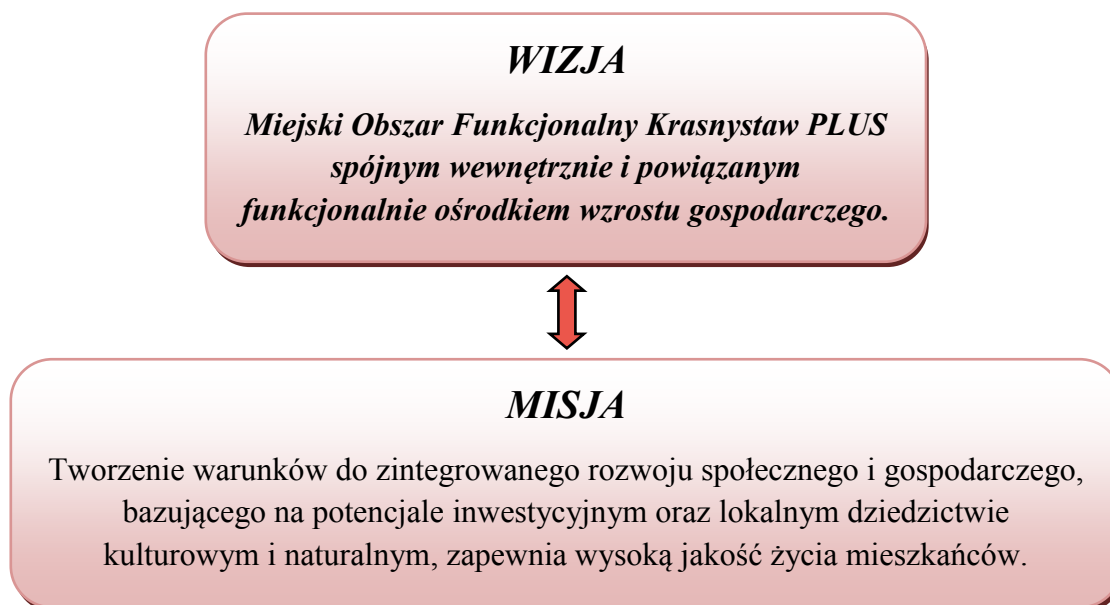 WIZJA
Miejski Obszar Funkcjonalny Krasnystaw PLUS
spójnym wewnętrznie i powiązanym
funkcjonalnie ośrodkiem wzrostu gospodarczego.
MISJA
Tworzenie warunków do zintegrowanego rozwoju społecznego i gospodarczego,
bazującego na potencjale inwestycyjnym oraz lokalnym dziedzictwie
kulturowym i naturalnym, zapewnia wysoką jakość życia mieszkańców.